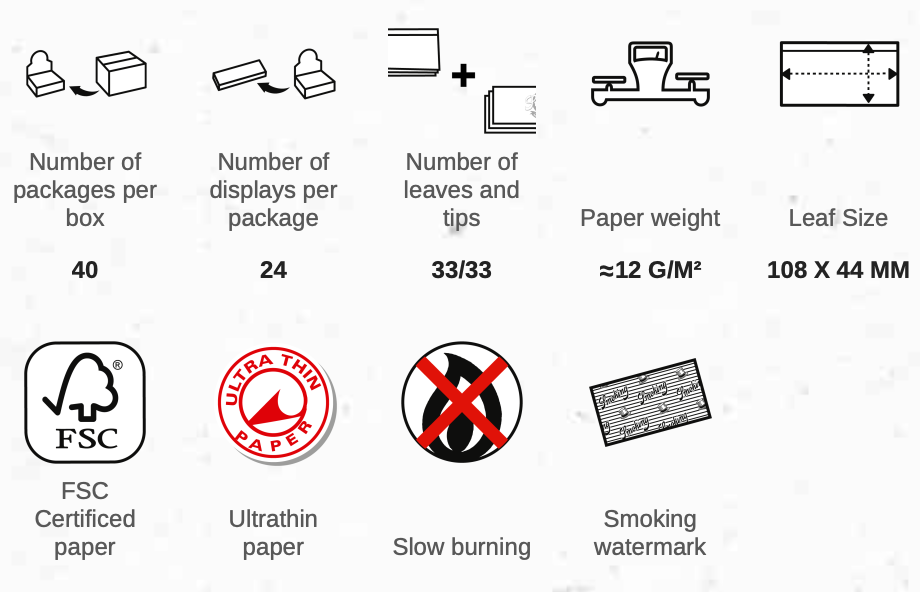 Number of
packages per
box
40
Number of
displays per
package
24
Number of
leaves and
tips
33/33
Paper weight
≈12 G/M²
Leaf Size
108 X 44 MM
®
FSC
FSC
Certificed
paper
ULTRA THIN
PAPER
Ultrathin
paper
Slow burning
Smoking
Smoking
Smoking
Smoking
watermark